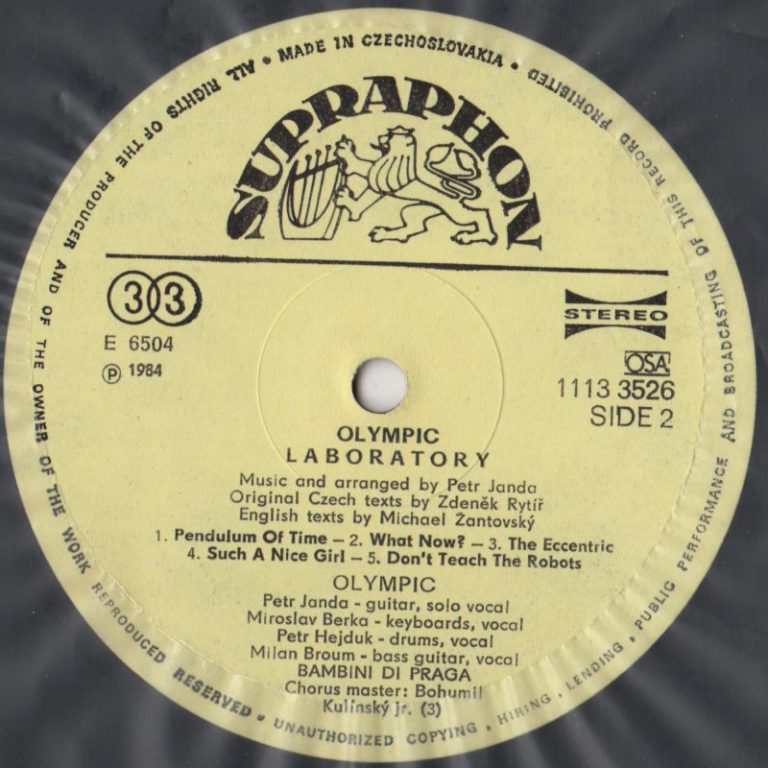 MADE IN CZECHOSLOVAKIA • ALL THE RIGHTS OF THE PRODUCER AND OF THE OWNER OF THE WORK REPRODUCED RESERVED • UNAUTHORIZED COPYING, HIRING, LENDING, PUBLIC PERFORMANCE AND BROADCASTING OF THIS RECORD PROHIBITED •
SUPRAPHON
33
STEREO
E 6504
OSA
Ⓟ 1984
1113 3526
SIDE 2
OLYMPIC
LABORATORY
Music and arranged by Petr Janda
Original Czech texts by Zdeněk Rytíř
English texts by Michael Žantovský
1. Pendulum Of Time – 2. What Now? – 3. The Eccentric
4. Such A Nice Girl – 5. Don't Teach The Robots
OLYMPIC
Petr Janda - guitar, solo vocal
Miroslav Berka - keyboards, vocal
Petr Hejduk - drums, vocal
Milan Broum - bass guitar, vocal
BAMBINI DI PRAGA
Chorus master: Bohumil
Kulínský jr. (3)